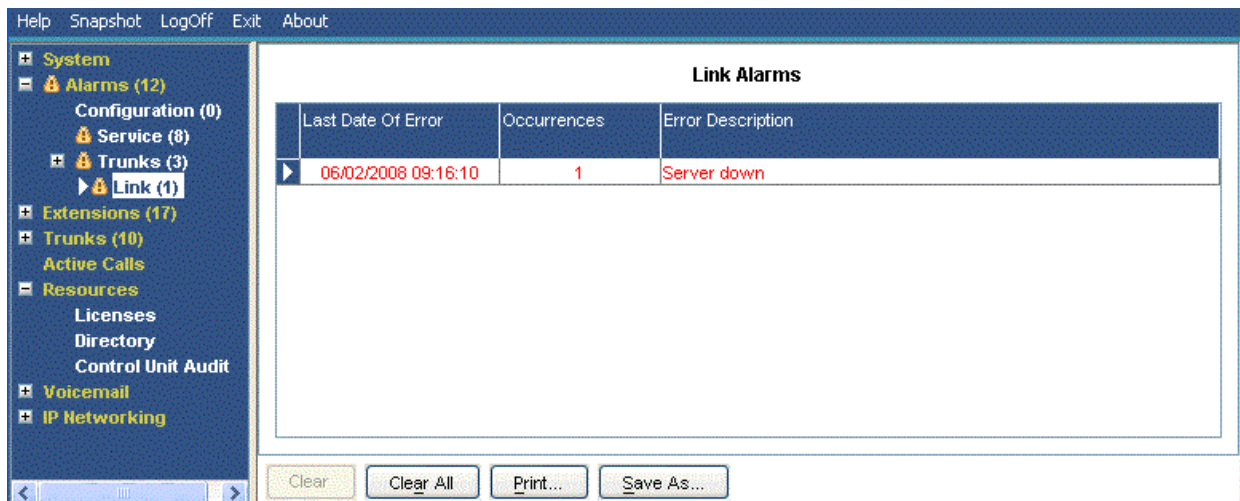 Help Snapshot LogOff Exit About
System
Alarms (12)
Configuration (0)
Service (8)
Trunks (3)
Link (1)
Extensions (17)
Trunks (10)
Active Calls
Resources
Licenses
Directory
Control Unit Audit
Voicemail
IP Networking
Link Alarms
Last Date Of Error Occurrences Error Description
06/02/2008 09:16:10 1 Server down
Clear Clear All Print... Save As...